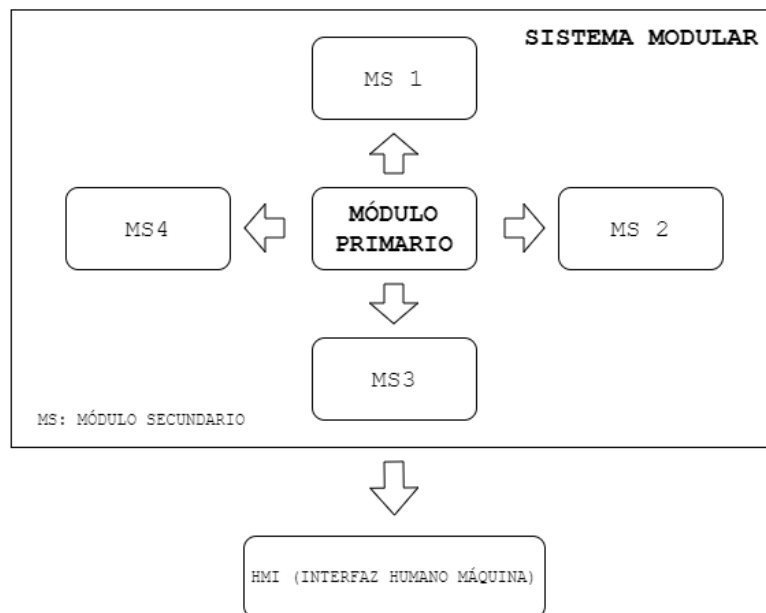 SISTEMA MODULAR
MS 1
MS4
MÓDULO
PRIMARIO
MS 2
MS3
MS: MÓDULO SECUNDARIO
HMI (INTERFAZ HUMANO MÁQUINA)